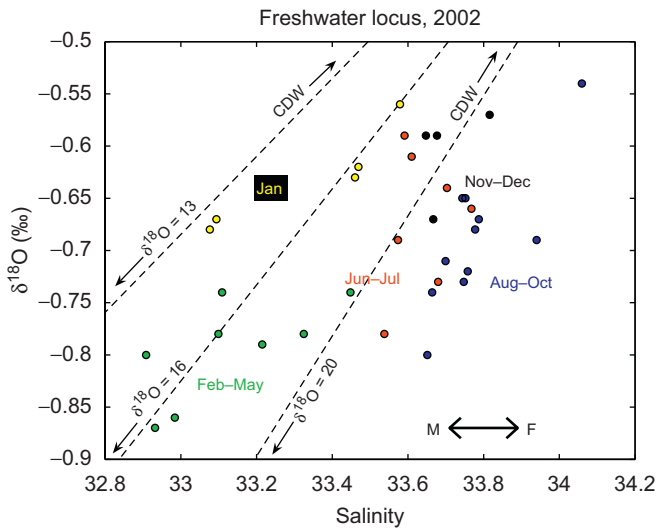 Freshwater locus, 2002
−0.5
−0.55
−0.6
−0.65
−0.7
−0.75
−0.8
−0.85
−0.9
δ¹⁸O (‰)
CDW
CDW
Jan
Nov–Dec
δ¹⁸O = 13
Jun–Jul
Aug–Oct
Feb–May
δ¹⁸O = 16
δ¹⁸O = 20
M F
32.8 33 33.2 33.4 33.6 33.8 34 34.2
Salinity